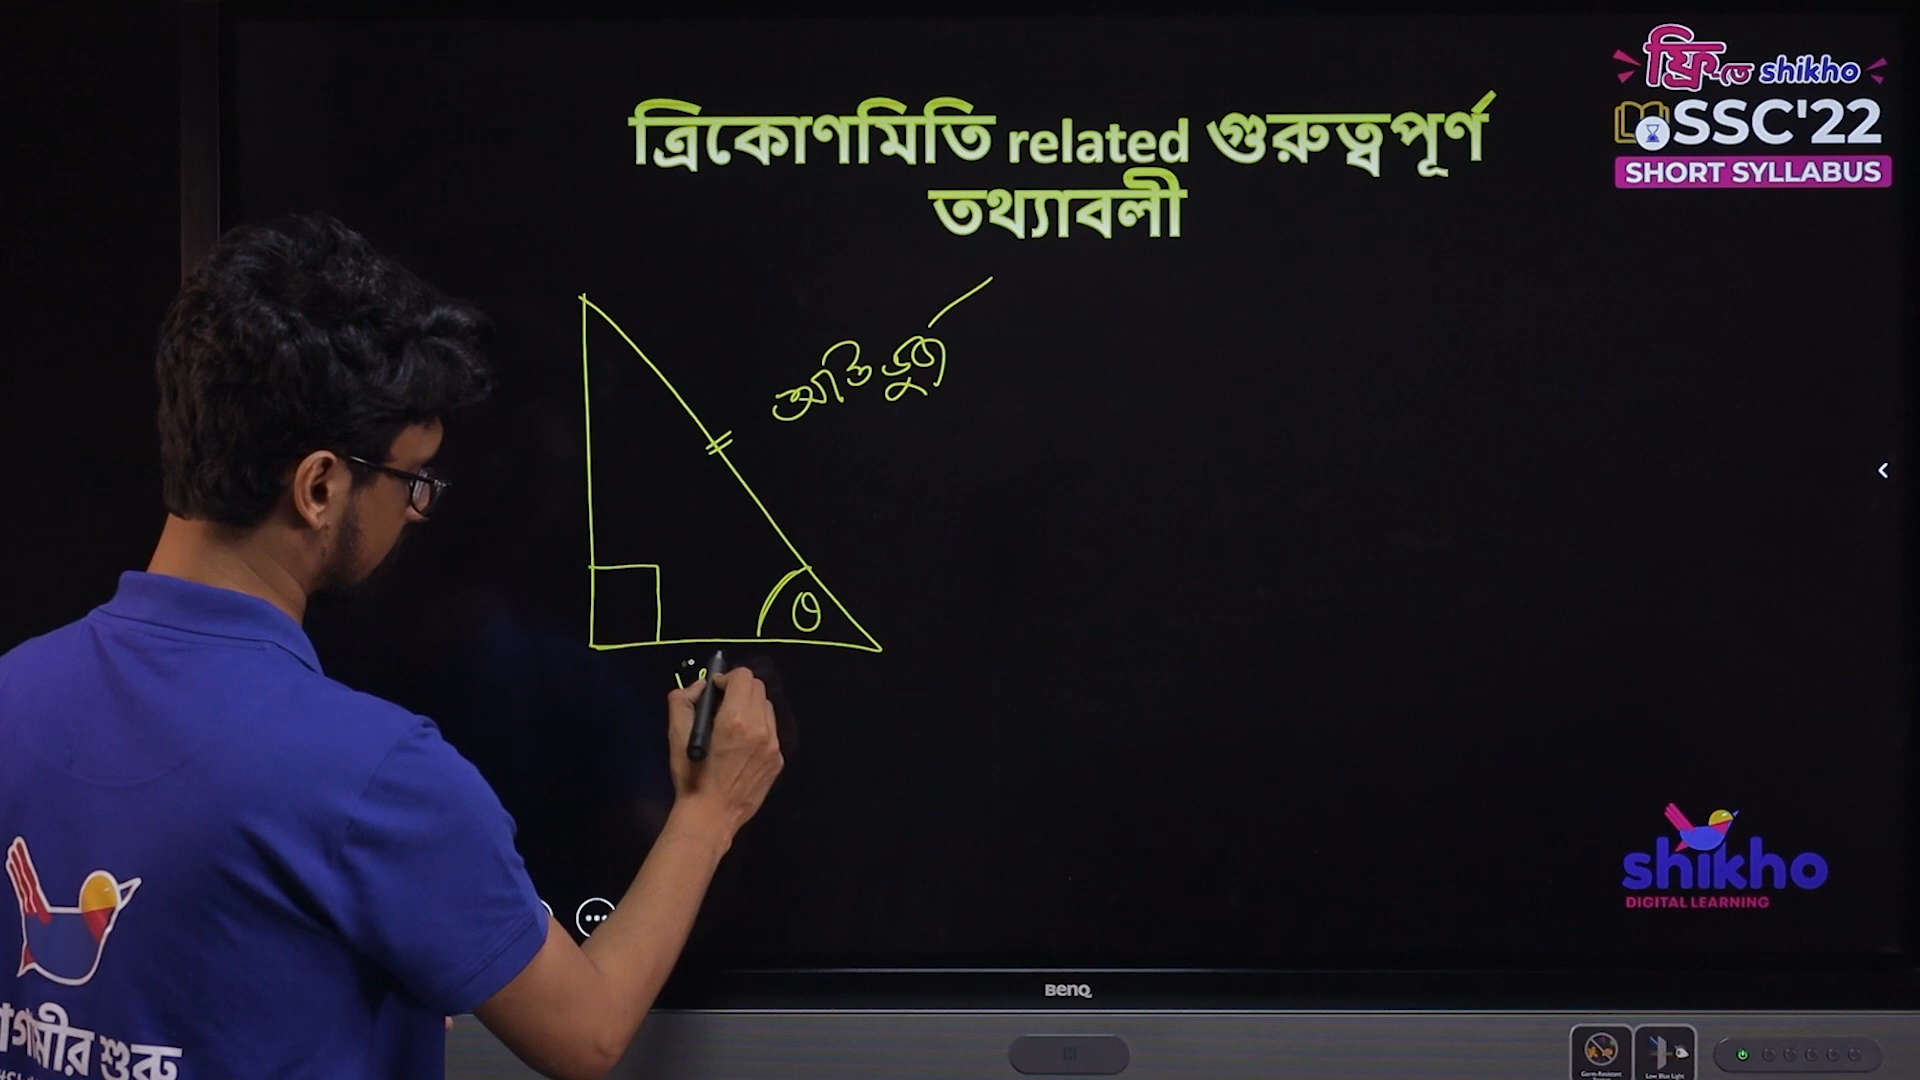 ফ্রি-তে shikho
SSC'22
SHORT SYLLABUS
ত্রিকোণমিতি related গুরুত্বপূর্ণ
তথ্যাবলী
অতিভুজ
θ
shikho
DIGITAL LEARNING
BenQ
গামীর শুরু